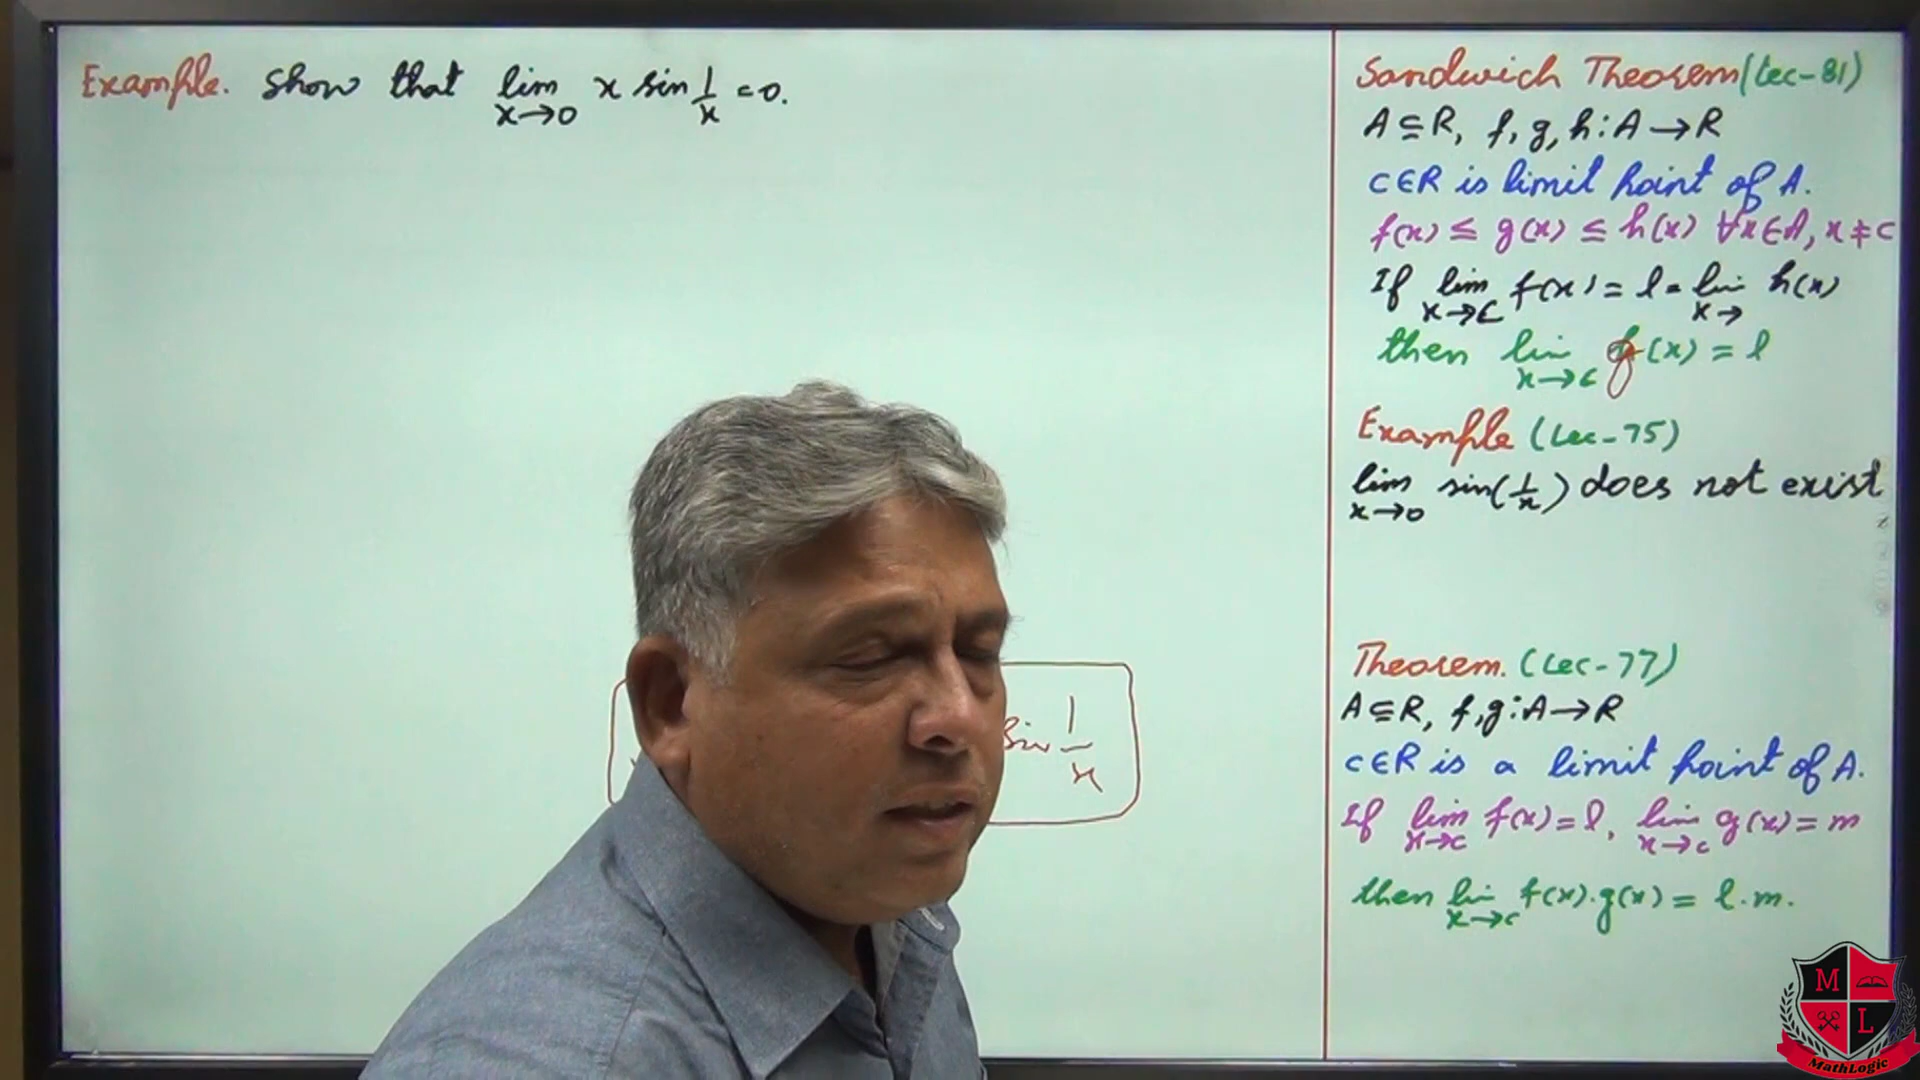 Example. Show that lim x→0 x sin 1/x = 0.
sin 1/x
Sandwich Theorem (Lec-81)
A ⊆ R, f, g, h : A → R
c ∈ R is limit point of A.
f(x) ≤ g(x) ≤ h(x) ∀ x ∈ A, x ≠ c
If lim x→c f(x) = l = lim x→ h(x)
then lim x→c g(x) = l
Example (Lec-75)
lim x→0 sin(1/x) does not exist
Theorem. (Lec-77)
A ⊆ R, f, g : A → R
c ∈ R is a limit point of A.
If lim x→c f(x) = l, lim x→c g(x) = m
then lim x→c f(x).g(x) = l.m.
M L
MathLogic